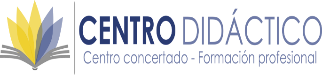 CENTRO DIDÁCTICO
Centro concertado - Formación profesional